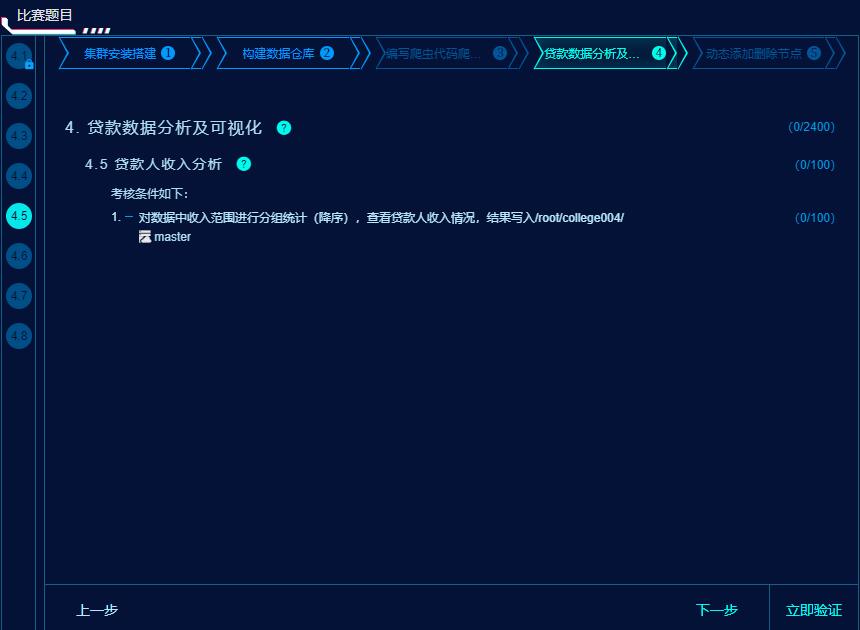 比赛题目
集群安装搭建 1
构建数据仓库 2
编写爬虫代码爬... 3
贷款数据分析及... 4
动态添加删除节点 5
4.1
4.2
4.3
4.4
4.5
4.6
4.7
4.8
4. 贷款数据分析及可视化 ?
(0/2400)
4.5 贷款人收入分析 ?
(0/100)
考核条件如下:
1. 一 对数据中收入范围进行分组统计（降序），查看贷款人收入情况，结果写入/root/college004/
(0/100)
master
上一步
下一步
立即验证